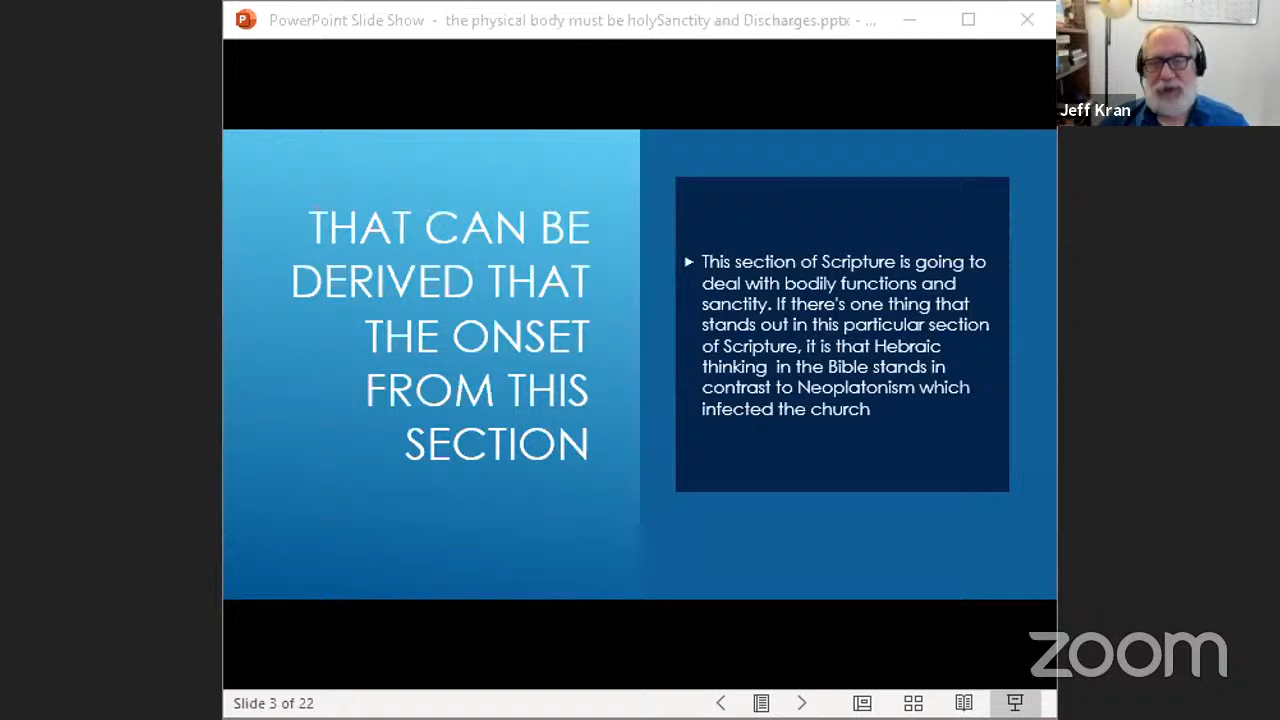 PowerPoint Slide Show - the physical body must be holySanctity and Discharges.pptx - ...
Jeff Kran
THAT CAN BE
DERIVED THAT
THE ONSET
FROM THIS
SECTION
This section of Scripture is going to
deal with bodily functions and
sanctity. If there's one thing that
stands out in this particular section
of Scripture, it is that Hebraic
thinking in the Bible stands in
contrast to Neoplatonism which
infected the church
zoom
Slide 3 of 22